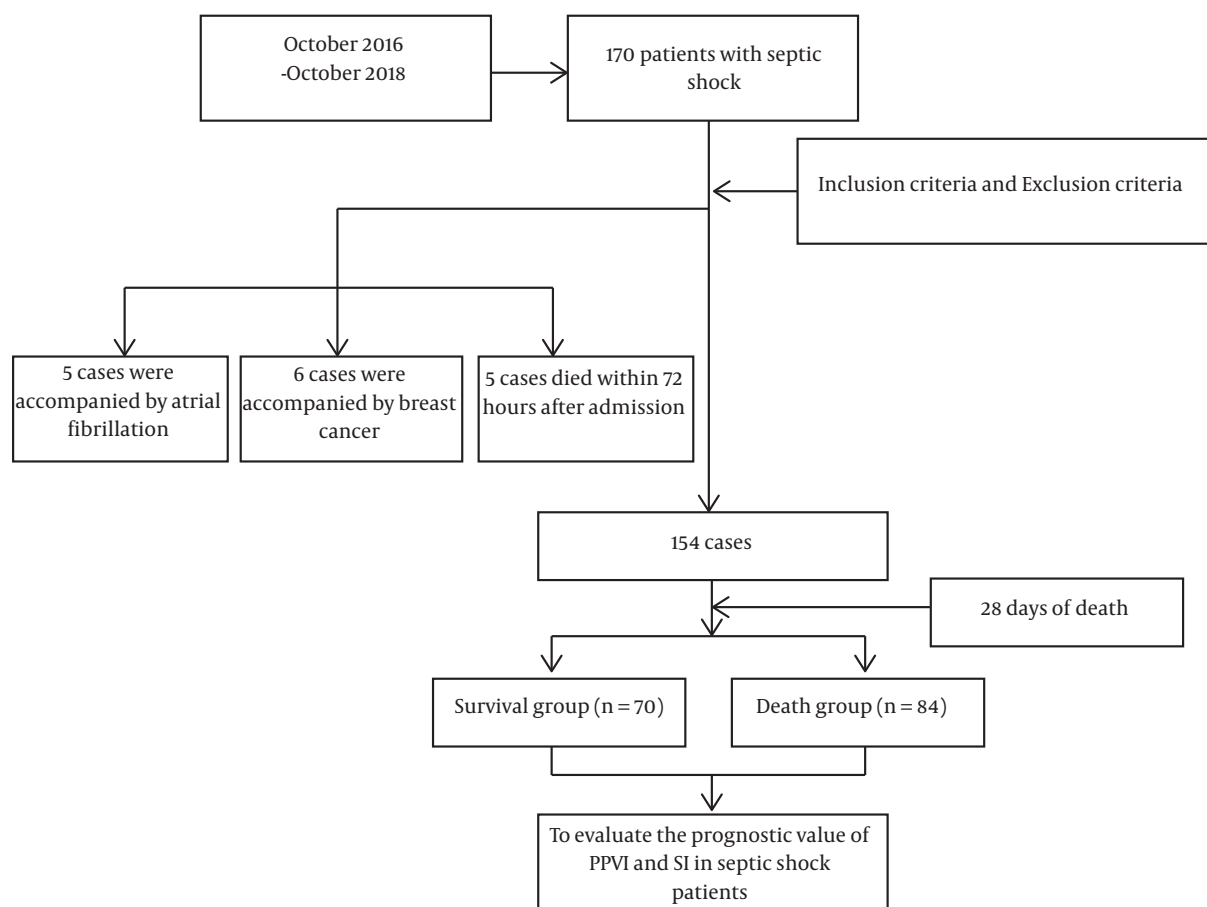 October 2016
-October 2018
170 patients with septic
shock
Inclusion criteria and Exclusion criteria
5 cases were
accompanied by atrial
fibrillation
6 cases were
accompanied by breast
cancer
5 cases died within 72
hours after admission
154 cases
28 days of death
Survival group (n = 70)
Death group (n = 84)
To evaluate the prognostic value of
PPVI and SI in septic shock
patients